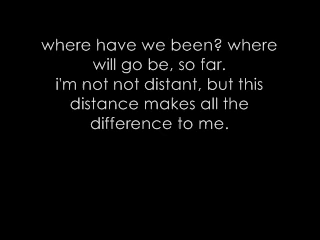 where have we been? where
will go be, so far.
i'm not not distant, but this
distance makes all the
difference to me.